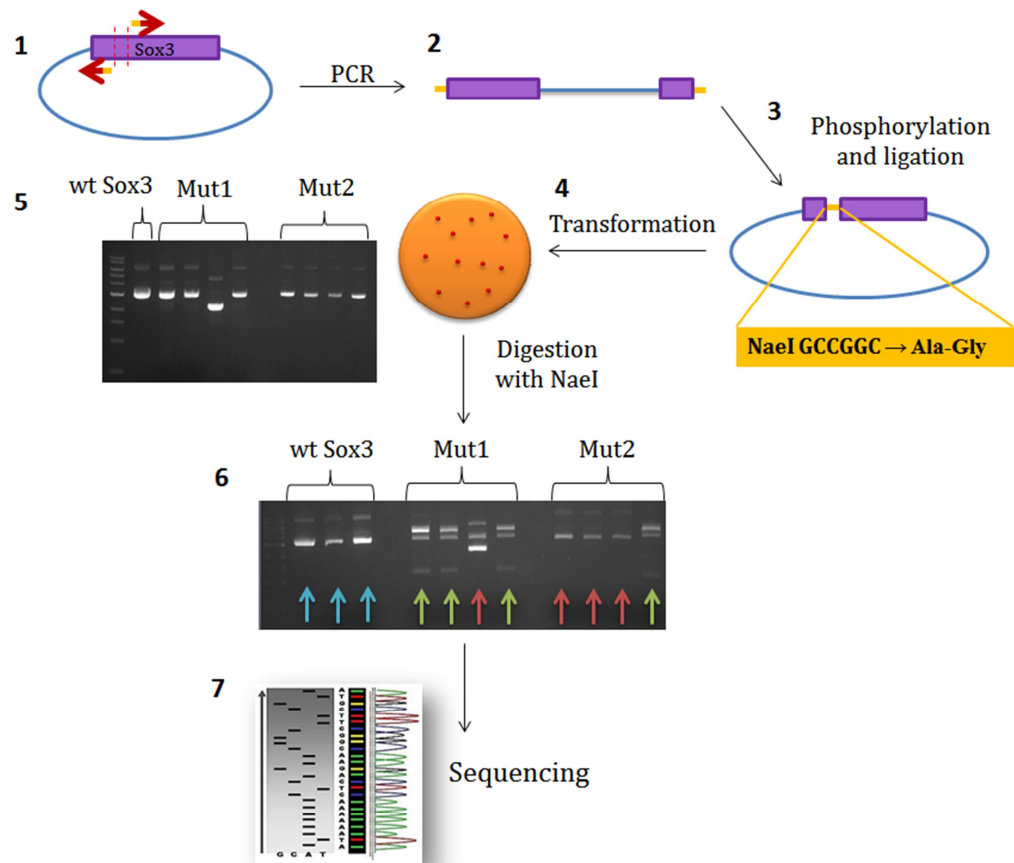 1
Sox3
PCR
2
3
Phosphorylation
and ligation
5
wt Sox3
Mut1
Mut2
4
Transformation
NaeI GCCGGC → Ala-Gly
Digestion
with NaeI
6
wt Sox3
Mut1
Mut2
7
ATGCTTCGGCAAGACTCAAAAAATA
G C A T
Sequencing